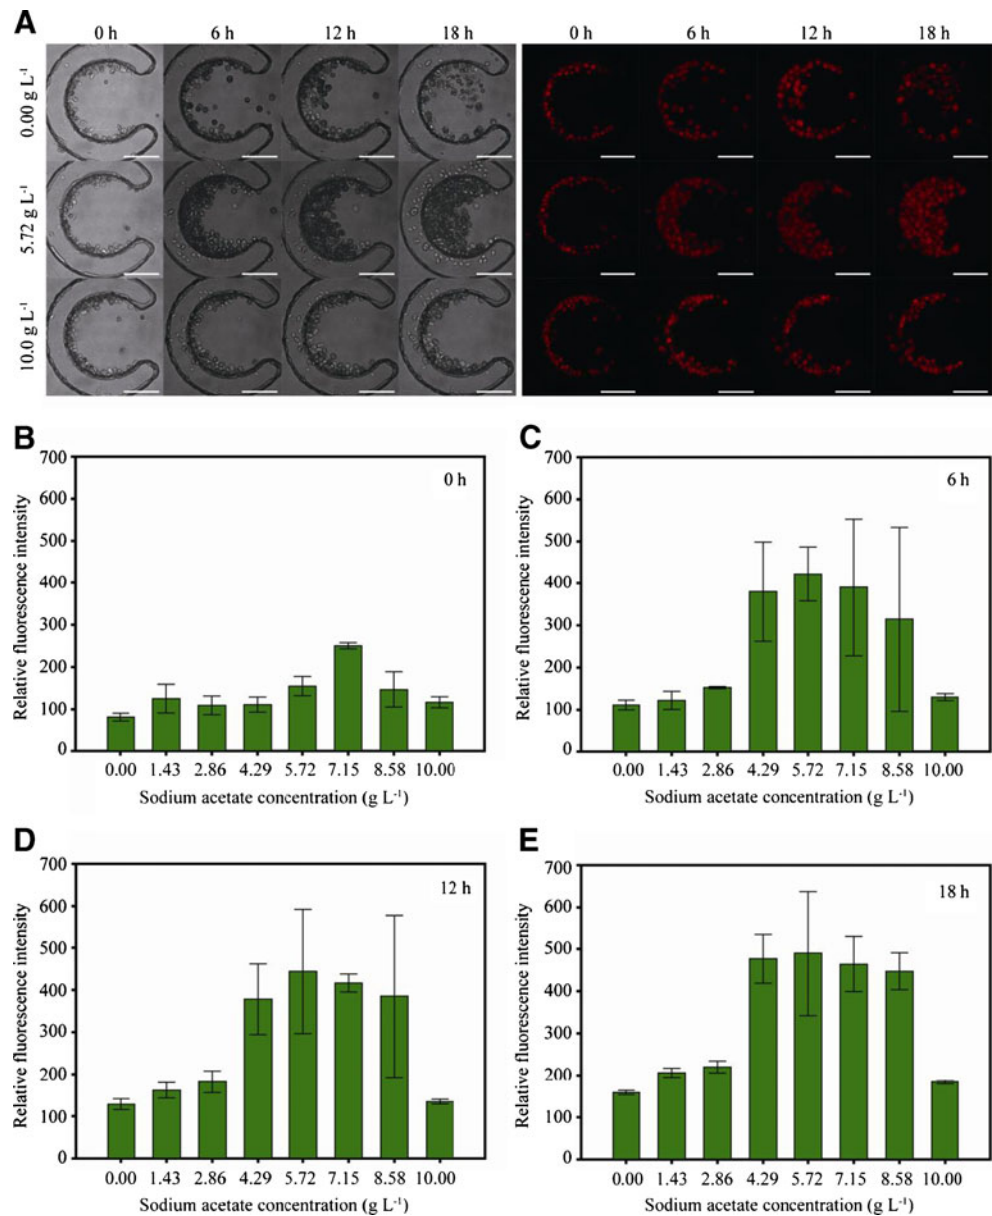 A
0 h 6 h 12 h 18 h 0 h 6 h 12 h 18 h
0.00 g L⁻¹
5.72 g L⁻¹
10.0 g L⁻¹
B
0 h
Relative fluorescence intensity
700
600
500
400
300
200
100
0
0.00 1.43 2.86 4.29 5.72 7.15 8.58 10.00
Sodium acetate concentration (g L⁻¹)
C
6 h
Relative fluorescence intensity
700
600
500
400
300
200
100
0
0.00 1.43 2.86 4.29 5.72 7.15 8.58 10.00
Sodium acetate concentration (g L⁻¹)
D
12 h
Relative fluorescence intensity
700
600
500
400
300
200
100
0
0.00 1.43 2.86 4.29 5.72 7.15 8.58 10.00
Sodium acetate concentration (g L⁻¹)
E
18 h
Relative fluorescence intensity
700
600
500
400
300
200
100
0
0.00 1.43 2.86 4.29 5.72 7.15 8.58 10.00
Sodium acetate concentration (g L⁻¹)